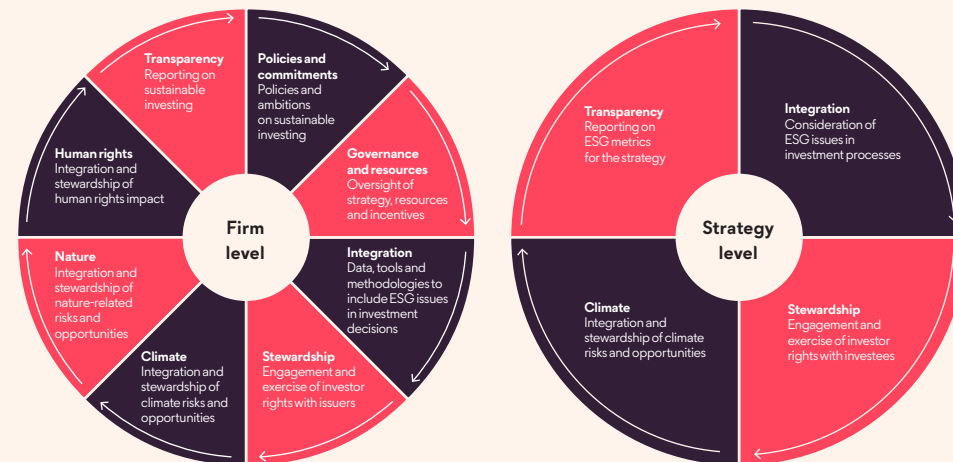 Transparency
Reporting on
sustainable
investing
Policies and
commitments
Policies and
ambitions
on sustainable
investing
Human rights
Integration and
stewardship of
human rights impact
Governance
and resources
Oversight of
strategy, resources
and incentives
Firm
level
Nature
Integration and
stewardship of
nature-related
risks and
opportunities
Integration
Data, tools and
methodologies to
include ESG issues
in investment
decisions
Climate
Integration and
stewardship of
climate risks and
opportunities
Stewardship
Engagement and
exercise of investor
rights with issuers
Transparency
Reporting on
ESG metrics
for the strategy
Integration
Consideration of
ESG issues in
investment processes
Strategy
level
Climate
Integration and
stewardship of climate
risks and opportunities
Stewardship
Engagement and
exercise of investor
rights with investees